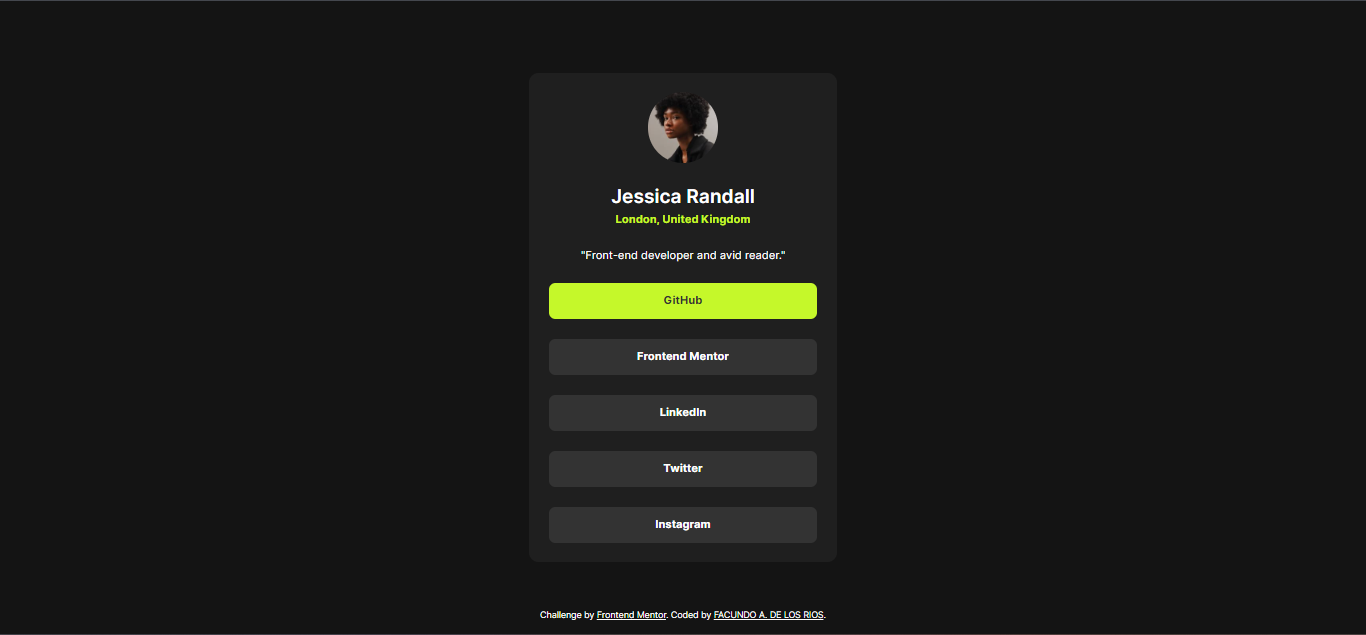 Jessica Randall
London, United Kingdom
"Front-end developer and avid reader."
GitHub
Frontend Mentor
LinkedIn
Twitter
Instagram
Challenge by Frontend Mentor. Coded by FACUNDO A. DE LOS RIOS.